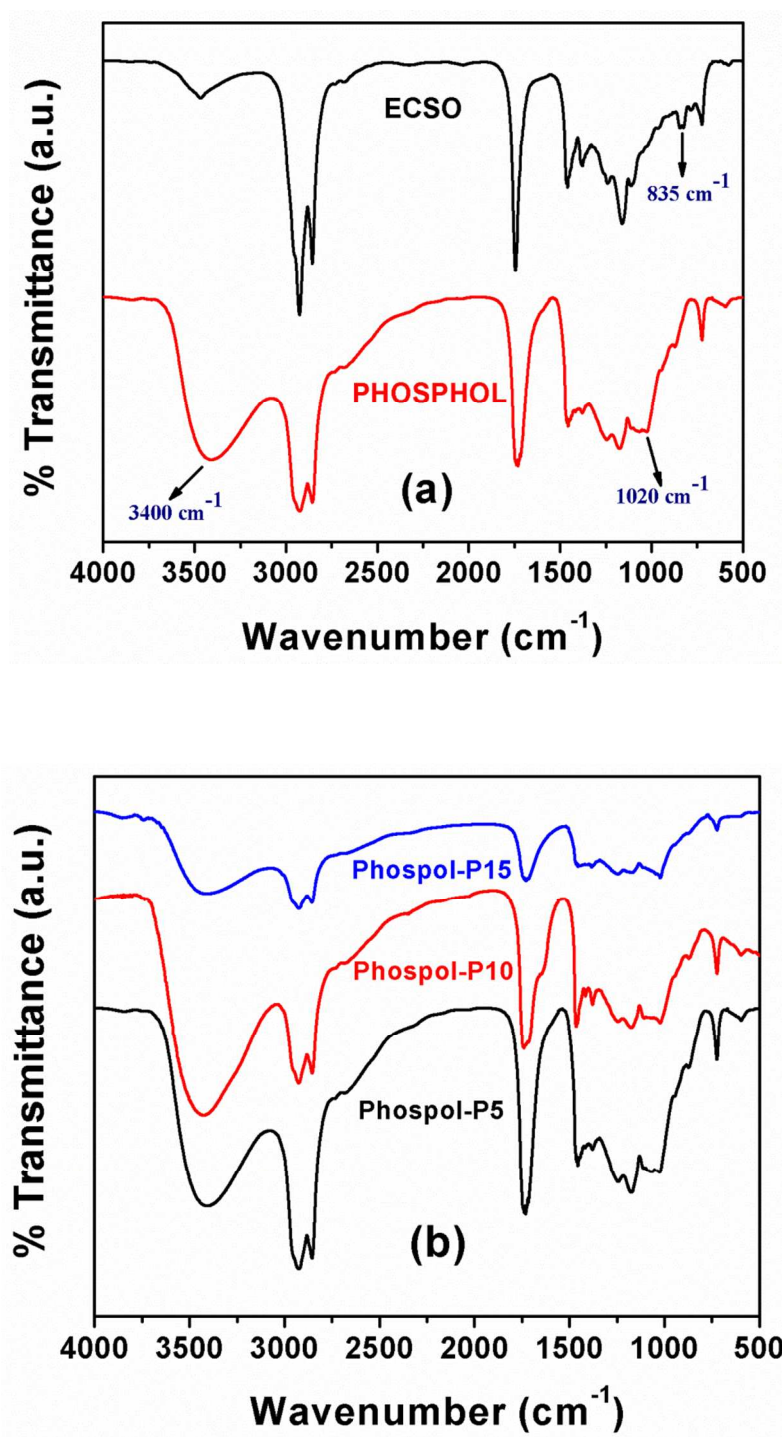 ECSO
835 cm-1
PHOSPHOL
3400 cm-1
(a)
1020 cm-1
% Transmittance (a.u.)
4000 3500 3000 2500 2000 1500 1000 500
Wavenumber (cm-1)
Phospol-P15
Phospol-P10
Phospol-P5
(b)
% Transmittance (a.u.)
4000 3500 3000 2500 2000 1500 1000 500
Wavenumber (cm-1)